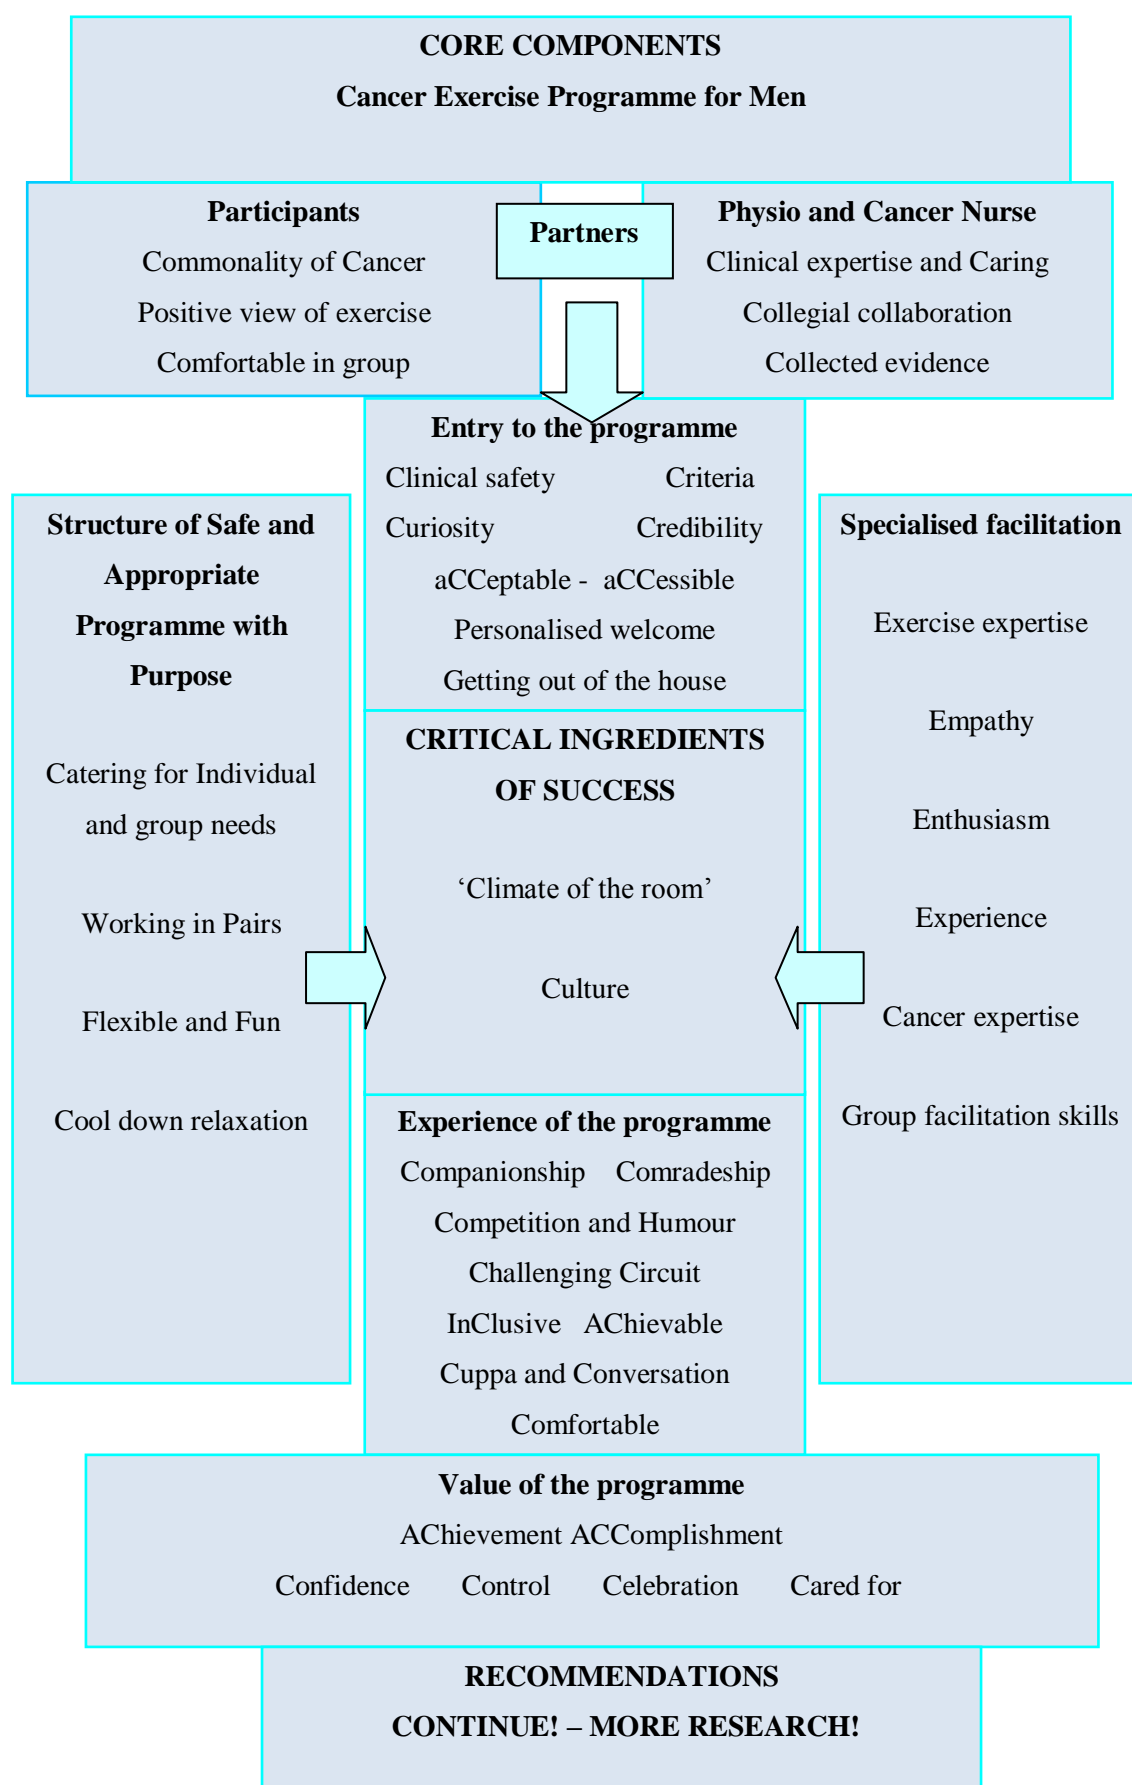 CORE COMPONENTS
Cancer Exercise Programme for Men
Participants
Commonality of Cancer
Positive view of exercise
Comfortable in group
Partners
Physio and Cancer Nurse
Clinical expertise and Caring
Collegial collaboration
Collected evidence
Entry to the programme
Clinical safety Criteria
Curiosity Credibility
aCCeptable - aCCessible
Personalised welcome
Getting out of the house
Structure of Safe and
Appropriate
Programme with
Purpose
Catering for Individual
and group needs
Working in Pairs
Flexible and Fun
Cool down relaxation
CRITICAL INGREDIENTS
OF SUCCESS
‘Climate of the room’
Culture
Specialised facilitation
Exercise expertise
Empathy
Enthusiasm
Experience
Cancer expertise
Group facilitation skills
Experience of the programme
Companionship Comradeship
Competition and Humour
Challenging Circuit
InClusive AChievable
Cuppa and Conversation
Comfortable
Value of the programme
AChievement ACComplishment
Confidence Control Celebration Cared for
RECOMMENDATIONS
CONTINUE! – MORE RESEARCH!